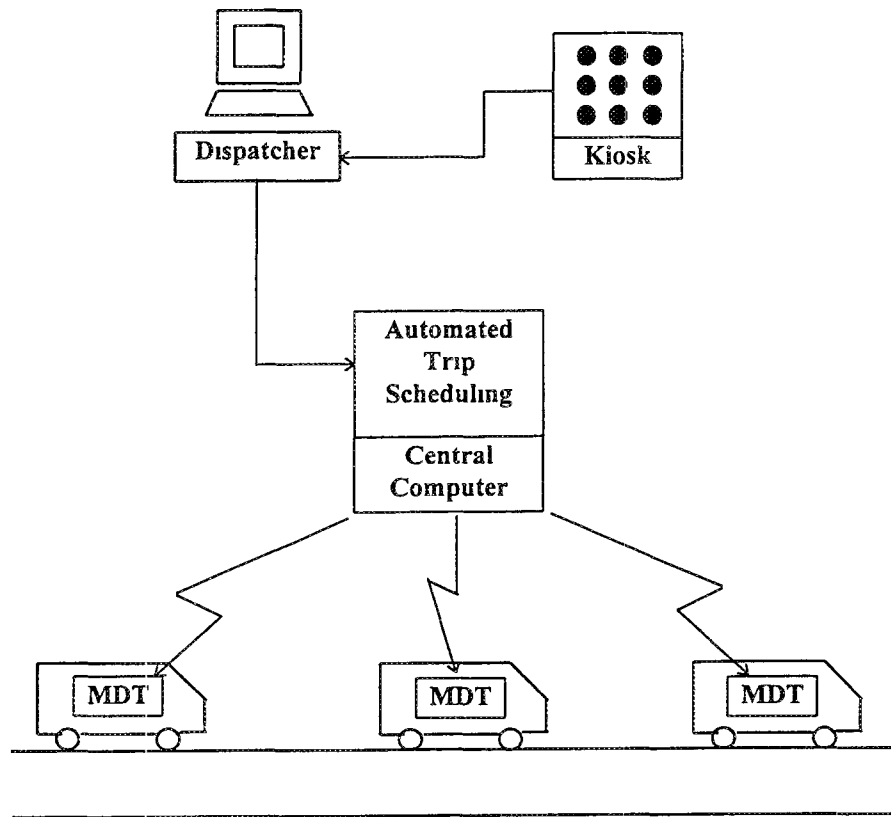 Dispatcher
Kiosk
Automated
Trip
Scheduling
Central
Computer
MDT
MDT
MDT